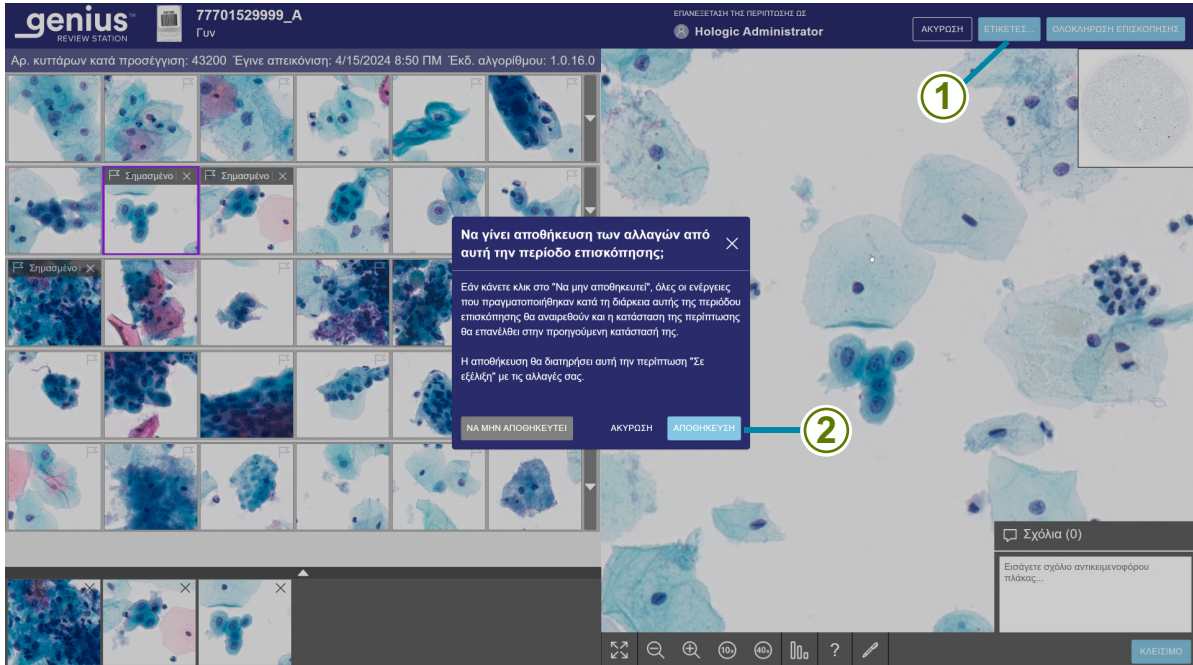 genius™
REVIEW STATION
77701529999_A
Γυν
ΕΠΑΝΕΞΕΤΑΣΗ ΤΗΣ ΠΕΡΙΠΤΩΣΗΣ ΩΣ
Hologic Administrator
ΑΚΥΡΩΣΗ
ΕΤΙΚΕΤΕΣ...
ΟΛΟΚΛΗΡΩΣΗ ΕΠΙΣΚΟΠΗΣΗΣ
Αρ. κυττάρων κατά προσέγγιση: 43200 Έγινε απεικόνιση: 4/15/2024 8:50 ΠΜ Έκδ. αλγορίθμου: 1.0.16.0
1
Σημασμένο
Σημασμένο
Σημασμένο
Να γίνει αποθήκευση των αλλαγών από
αυτή την περίοδο επισκόπησης;
Εάν κάνετε κλικ στο "Να μην αποθηκευτεί", όλες οι ενέργειες
που πραγματοποιήθηκαν κατά τη διάρκεια αυτής της περιόδου
επισκόπησης θα αναιρεθούν και η κατάσταση της περίπτωσης
θα επανέλθει στην προηγούμενη κατάστασή της.
Η αποθήκευση θα διατηρήσει αυτή την περίπτωση "Σε
εξέλιξη" με τις αλλαγές σας.
ΝΑ ΜΗΝ ΑΠΟΘΗΚΕΥΤΕΙ
ΑΚΥΡΩΣΗ
ΑΠΟΘΗΚΕΥΣΗ
2
Σχόλια (0)
Εισάγετε σχόλιο αντικειμενοφόρου
πλάκας...
10x
40x
?
ΚΛΕΙΣΙΜΟ